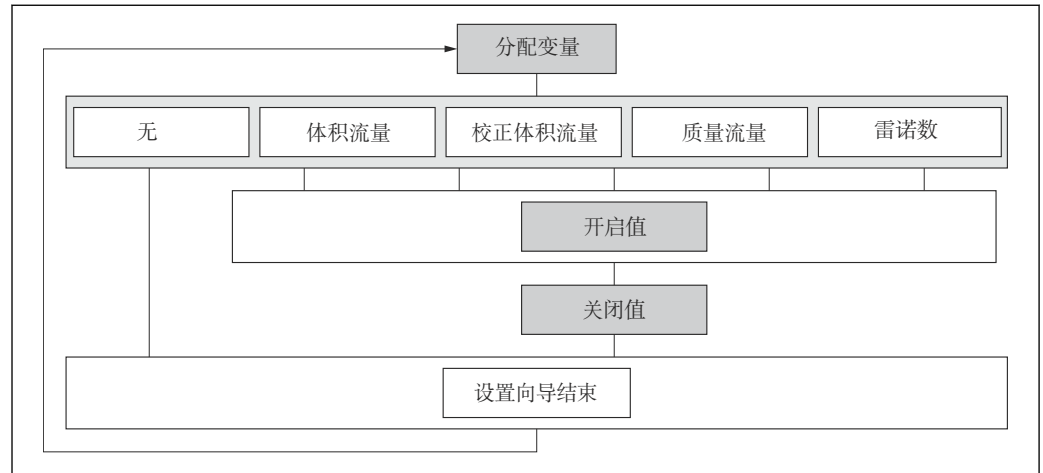 分配变量
无
体积流量
校正体积流量
质量流量
雷诺数
开启值
关闭值
设置向导结束